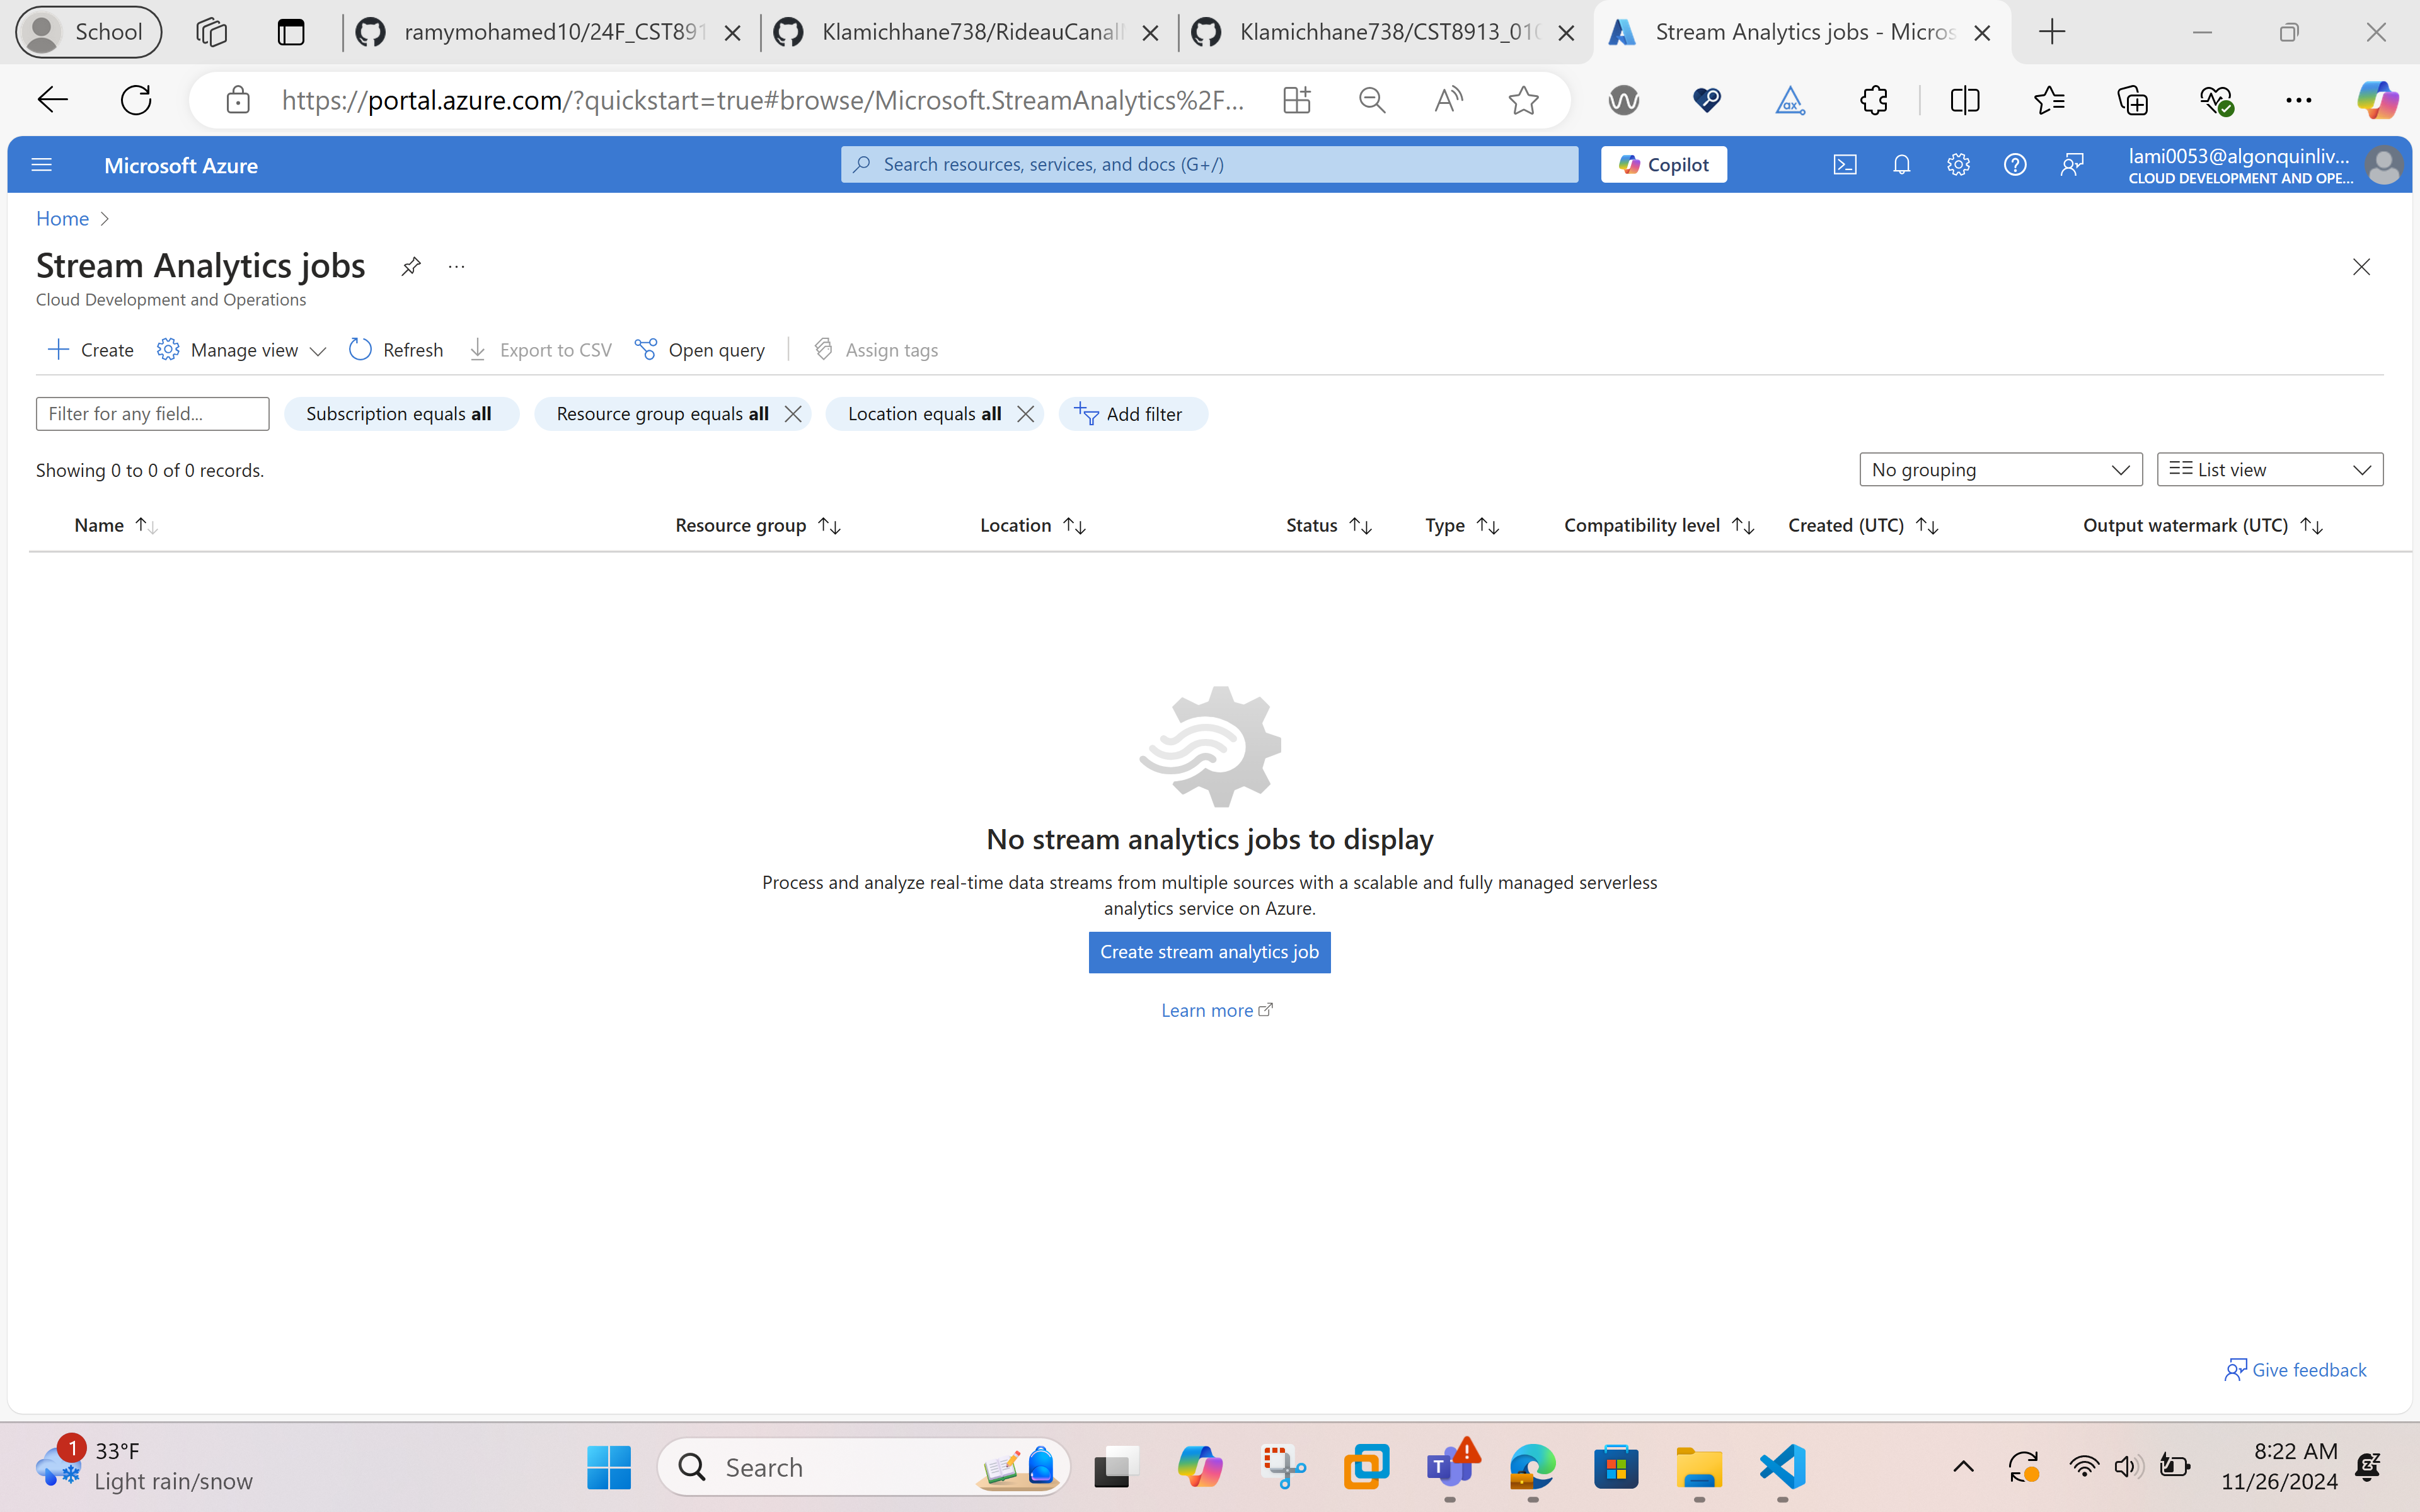 School
ramymohamed10/24F_CST891
Klamichhane738/RideauCanal
Klamichhane738/CST8913_010
Stream Analytics jobs - Micros
https://portal.azure.com/?quickstart=true#browse/Microsoft.StreamAnalytics%2F...
Microsoft Azure
Search resources, services, and docs (G+/)
Copilot
lami0053@algonquinliv...
CLOUD DEVELOPMENT AND OPE...
Home
Stream Analytics jobs
Cloud Development and Operations
Create
Manage view
Refresh
Export to CSV
Open query
Assign tags
Filter for any field...
Subscription equals all
Resource group equals all
Location equals all
Add filter
Showing 0 to 0 of 0 records.
No grouping
List view
Name
Resource group
Location
Status
Type
Compatibility level
Created (UTC)
Output watermark (UTC)
No stream analytics jobs to display
Process and analyze real-time data streams from multiple sources with a scalable and fully managed serverless
analytics service on Azure.
Create stream analytics job
Learn more
Give feedback
1
33°F
Light rain/snow
Search
8:22 AM
11/26/2024